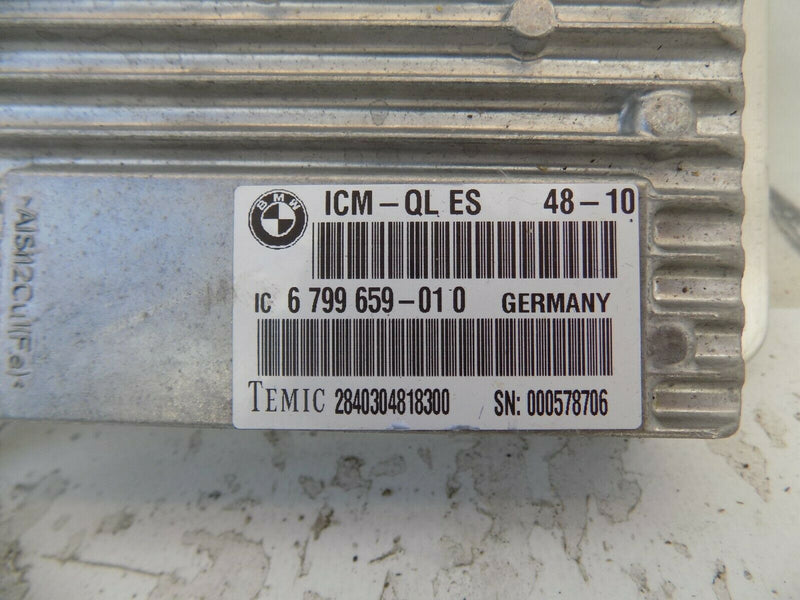 >AlSi12Cu1(Fe)<
BMW
ICM-QL ES 48-10
IC 6 799 659-01 0 GERMANY
TEMIC 2840304818300 SN: 000578706